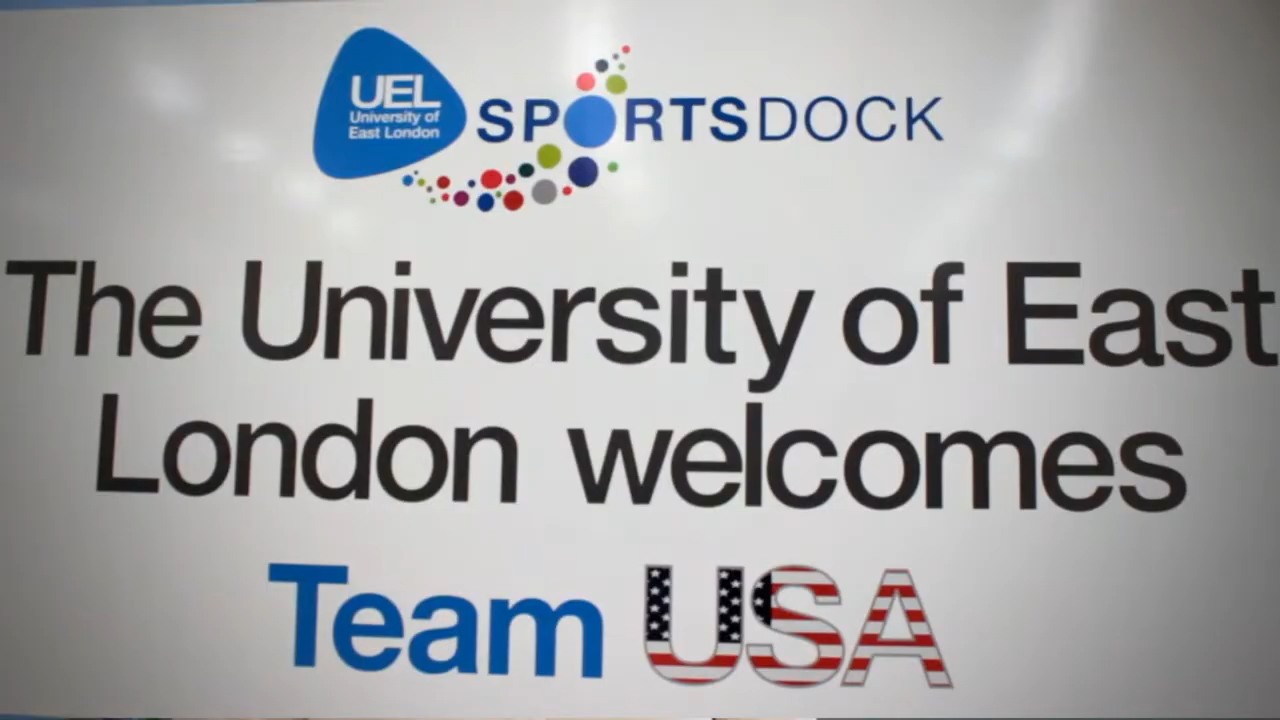 UEL
University of
East London
SPORTSDOCK
The University of East
London welcomes
Team USA